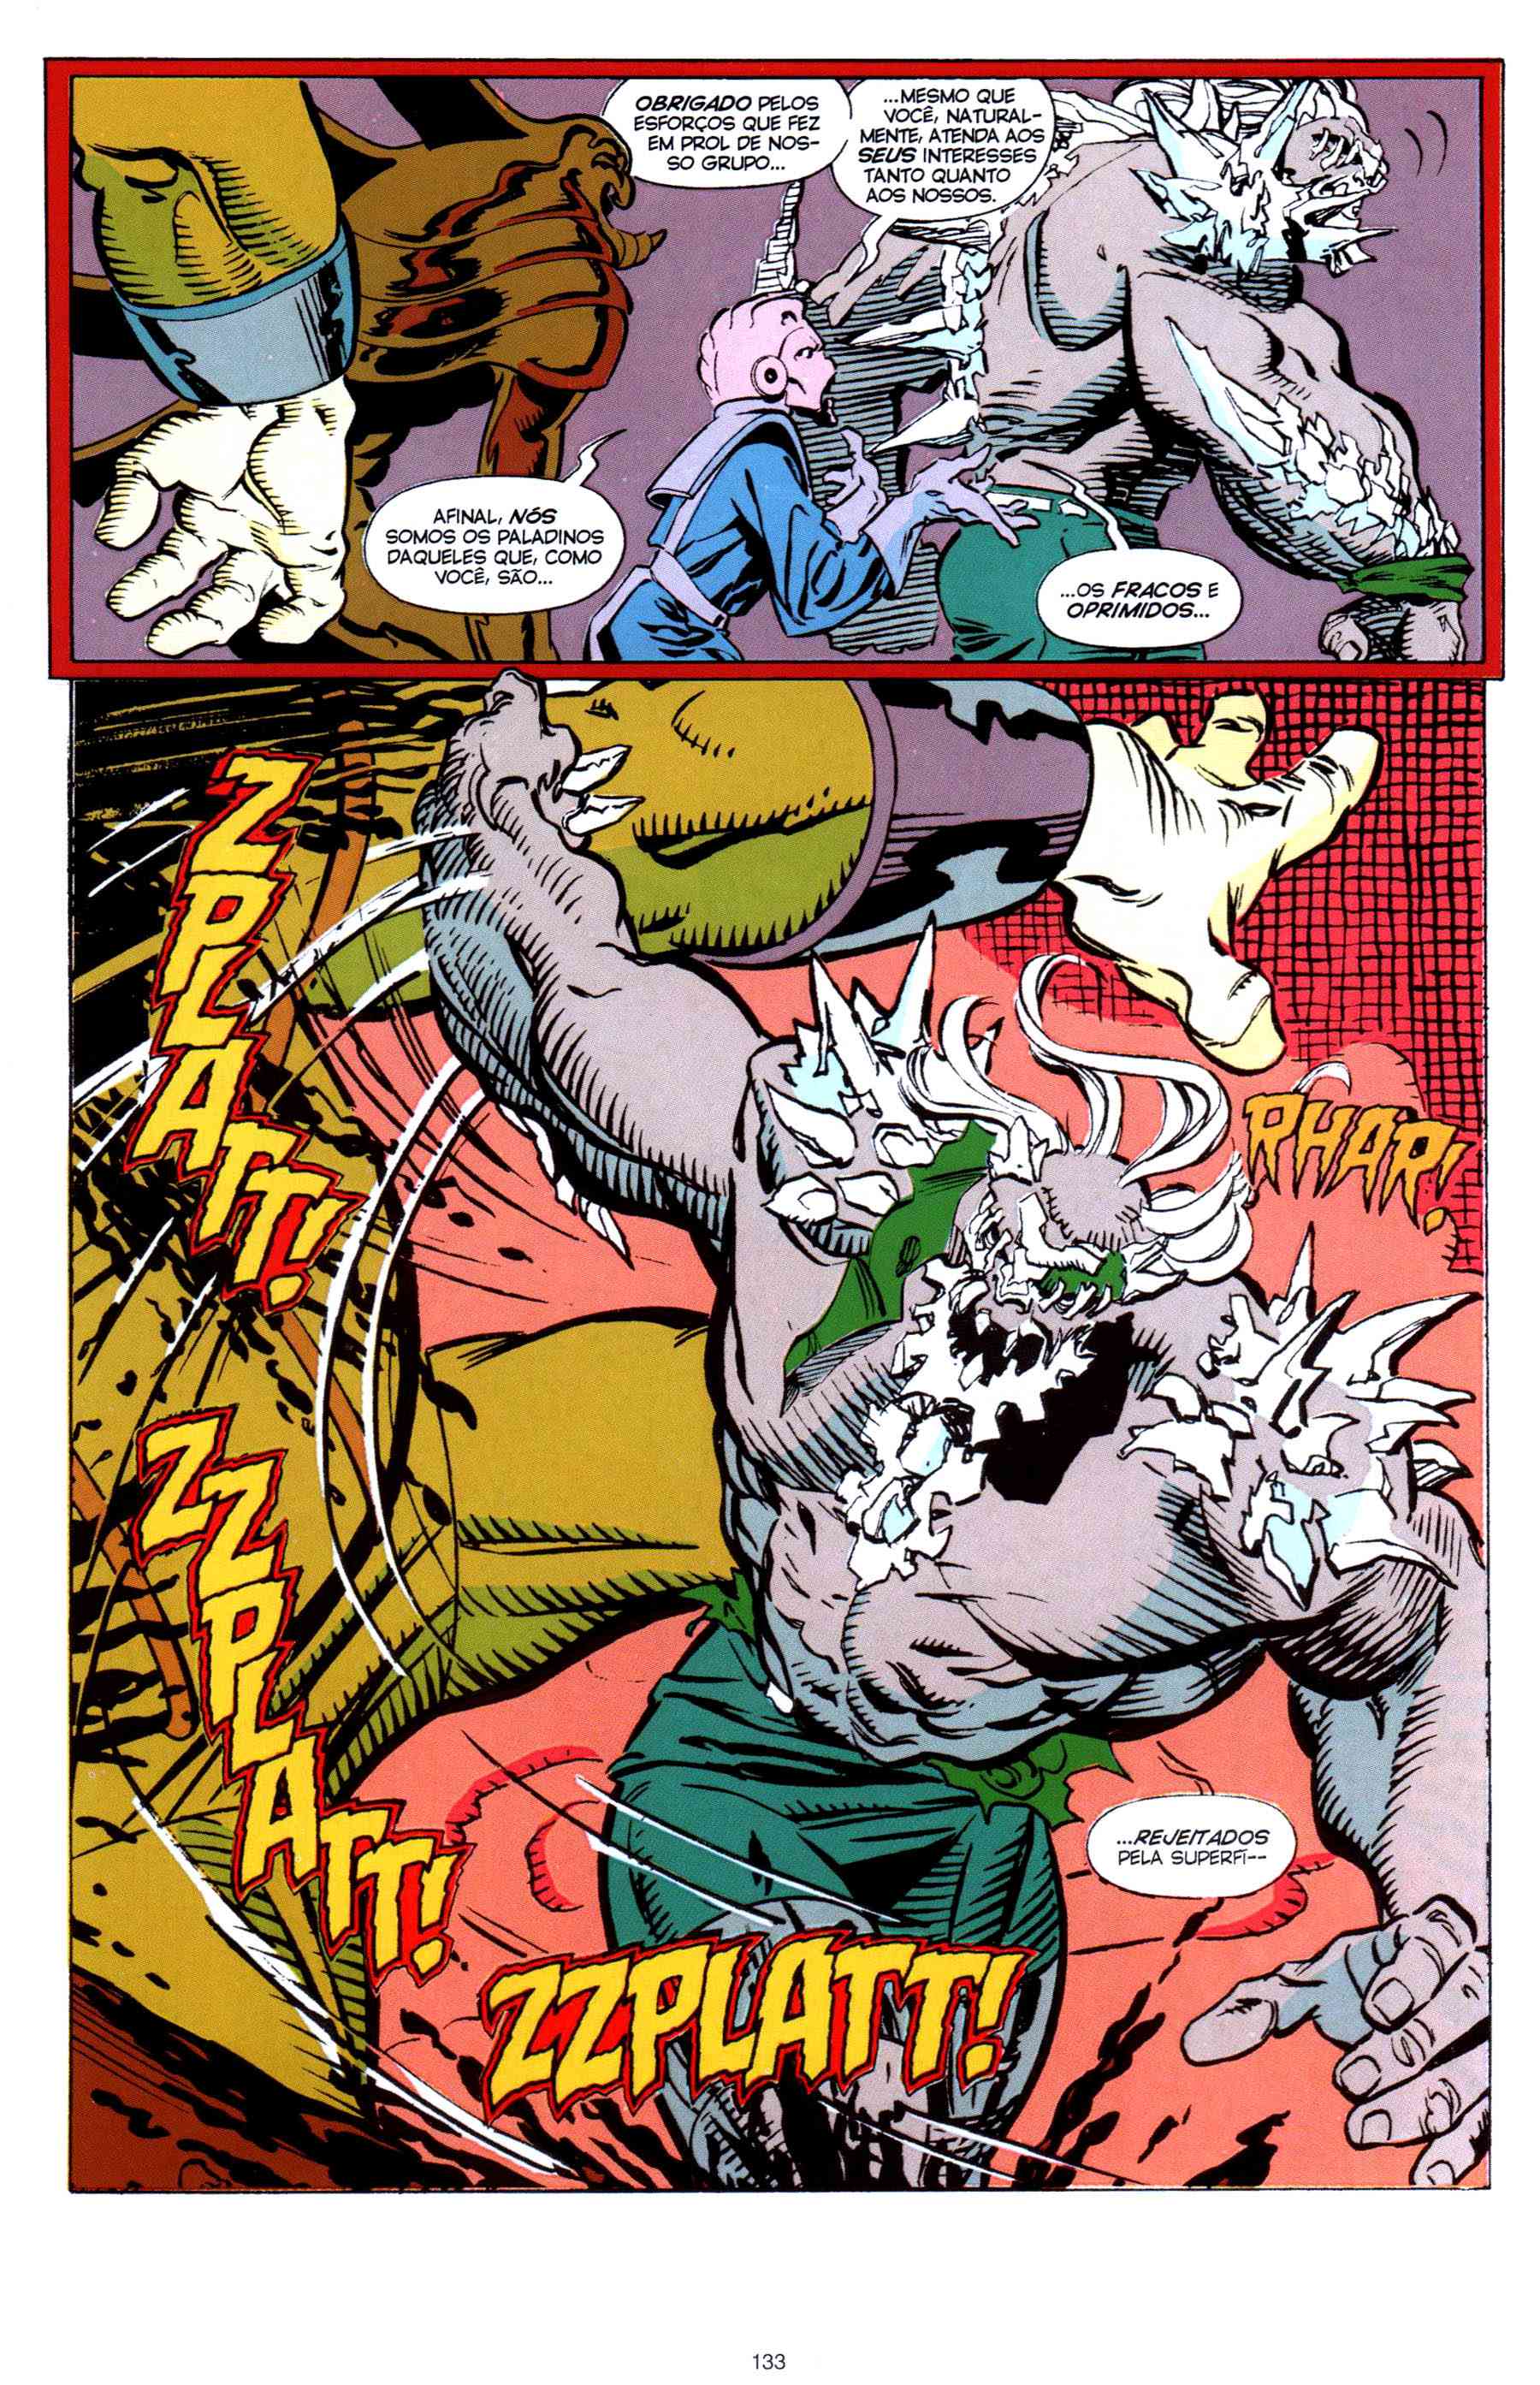 OBRIGADO PELOS
ESFORÇOS QUE FEZ
EM PROL DE NOS-
SO GRUPO...
...MESMO QUE
VOCÊ, NATURAL-
MENTE, ATENDA AOS
SEUS INTERESSES
TANTO QUANTO
AOS NOSSOS.
AFINAL, NÓS
SOMOS OS PALADINOS
DAQUELES QUE, COMO
VOCÊ, SÃO...
...OS FRACOS E
OPRIMIDOS...
ZPLATT!
RHAR!
ZZPLATT!
...REJEITADOS
PELA SUPERFÍ--
ZZPLATT!
133